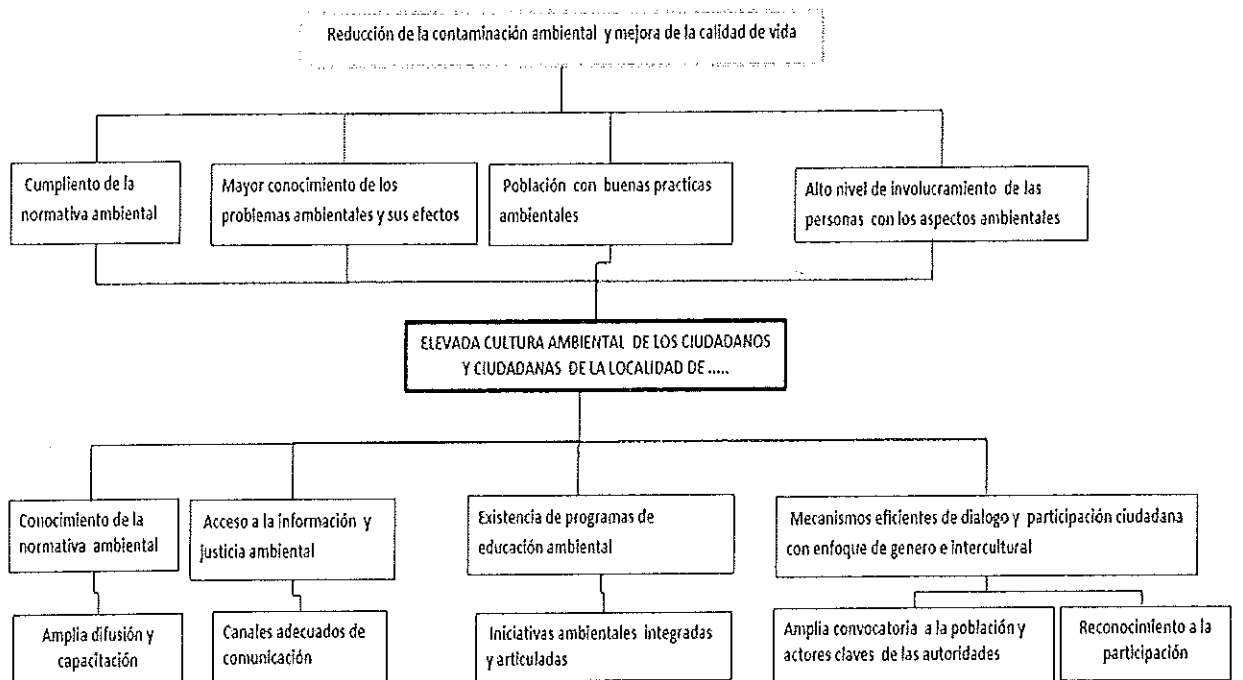 Reducción de la contaminación ambiental y mejora de la calidad de vida
Cumpliento de la
normativa ambiental
Mayor conocimiento de los
problemas ambientales y sus efectos
Población con buenas practicas
ambientales
Alto nivel de involucramiento de las
personas con los aspectos ambientales
ELEVADA CULTURA AMBIENTAL DE LOS CIUDADANOS
Y CIUDADANAS DE LA LOCALIDAD DE .....
Conocimiento de la
normativa ambiental
Acceso a la información y
justicia ambiental
Existencia de programas de
educación ambiental
Mecanismos eficientes de dialogo y participación ciudadana
con enfoque de genero e intercultural
Amplia difusión y
capacitación
Canales adecuados de
comunicación
Iniciativas ambientales integradas
y articuladas
Amplia convocatoria a la población y
actores claves de las autoridades
Reconocimiento a la
participación